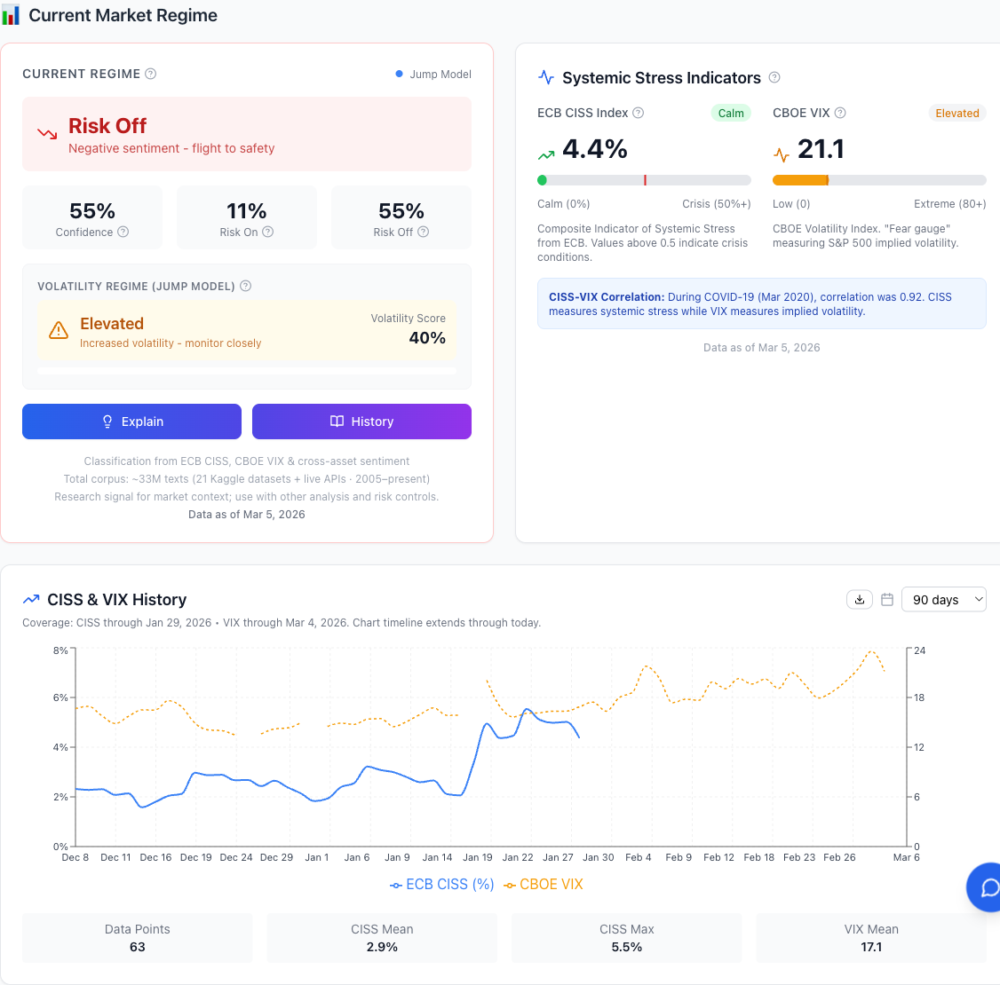 Current Market Regime
CURRENT REGIME
Jump Model
Risk Off
Negative sentiment - flight to safety
55%
Confidence
11%
Risk On
55%
Risk Off
VOLATILITY REGIME (JUMP MODEL)
Elevated
Increased volatility - monitor closely
Volatility Score
40%
Explain
History
Classification from ECB CISS, CBOE VIX & cross-asset sentiment
Total corpus: ~33M texts (21 Kaggle datasets + live APIs · 2005–present)
Research signal for market context; use with other analysis and risk controls.
Data as of Mar 5, 2026
Systemic Stress Indicators
ECB CISS Index
Calm
4.4%
Calm (0%)
Crisis (50%+)
Composite Indicator of Systemic Stress
from ECB. Values above 0.5 indicate crisis
conditions.
CBOE VIX
Elevated
21.1
Low (0)
Extreme (80+)
CBOE Volatility Index. "Fear gauge"
measuring S&P 500 implied volatility.
CISS-VIX Correlation: During COVID-19 (Mar 2020), correlation was 0.92. CISS
measures systemic stress while VIX measures implied volatility.
Data as of Mar 5, 2026
CISS & VIX History
90 days
Coverage: CISS through Jan 29, 2026 • VIX through Mar 4, 2026. Chart timeline extends through today.
8%
6%
4%
2%
0%
24
18
12
6
0
Dec 8 Dec 11 Dec 16 Dec 19 Dec 24 Dec 29 Jan 1 Jan 6 Jan 9 Jan 14 Jan 19 Jan 22 Jan 27 Jan 30 Feb 4 Feb 9 Feb 12 Feb 18 Feb 23 Feb 26 Mar 6
ECB CISS (%) CBOE VIX
Data Points
63
CISS Mean
2.9%
CISS Max
5.5%
VIX Mean
17.1